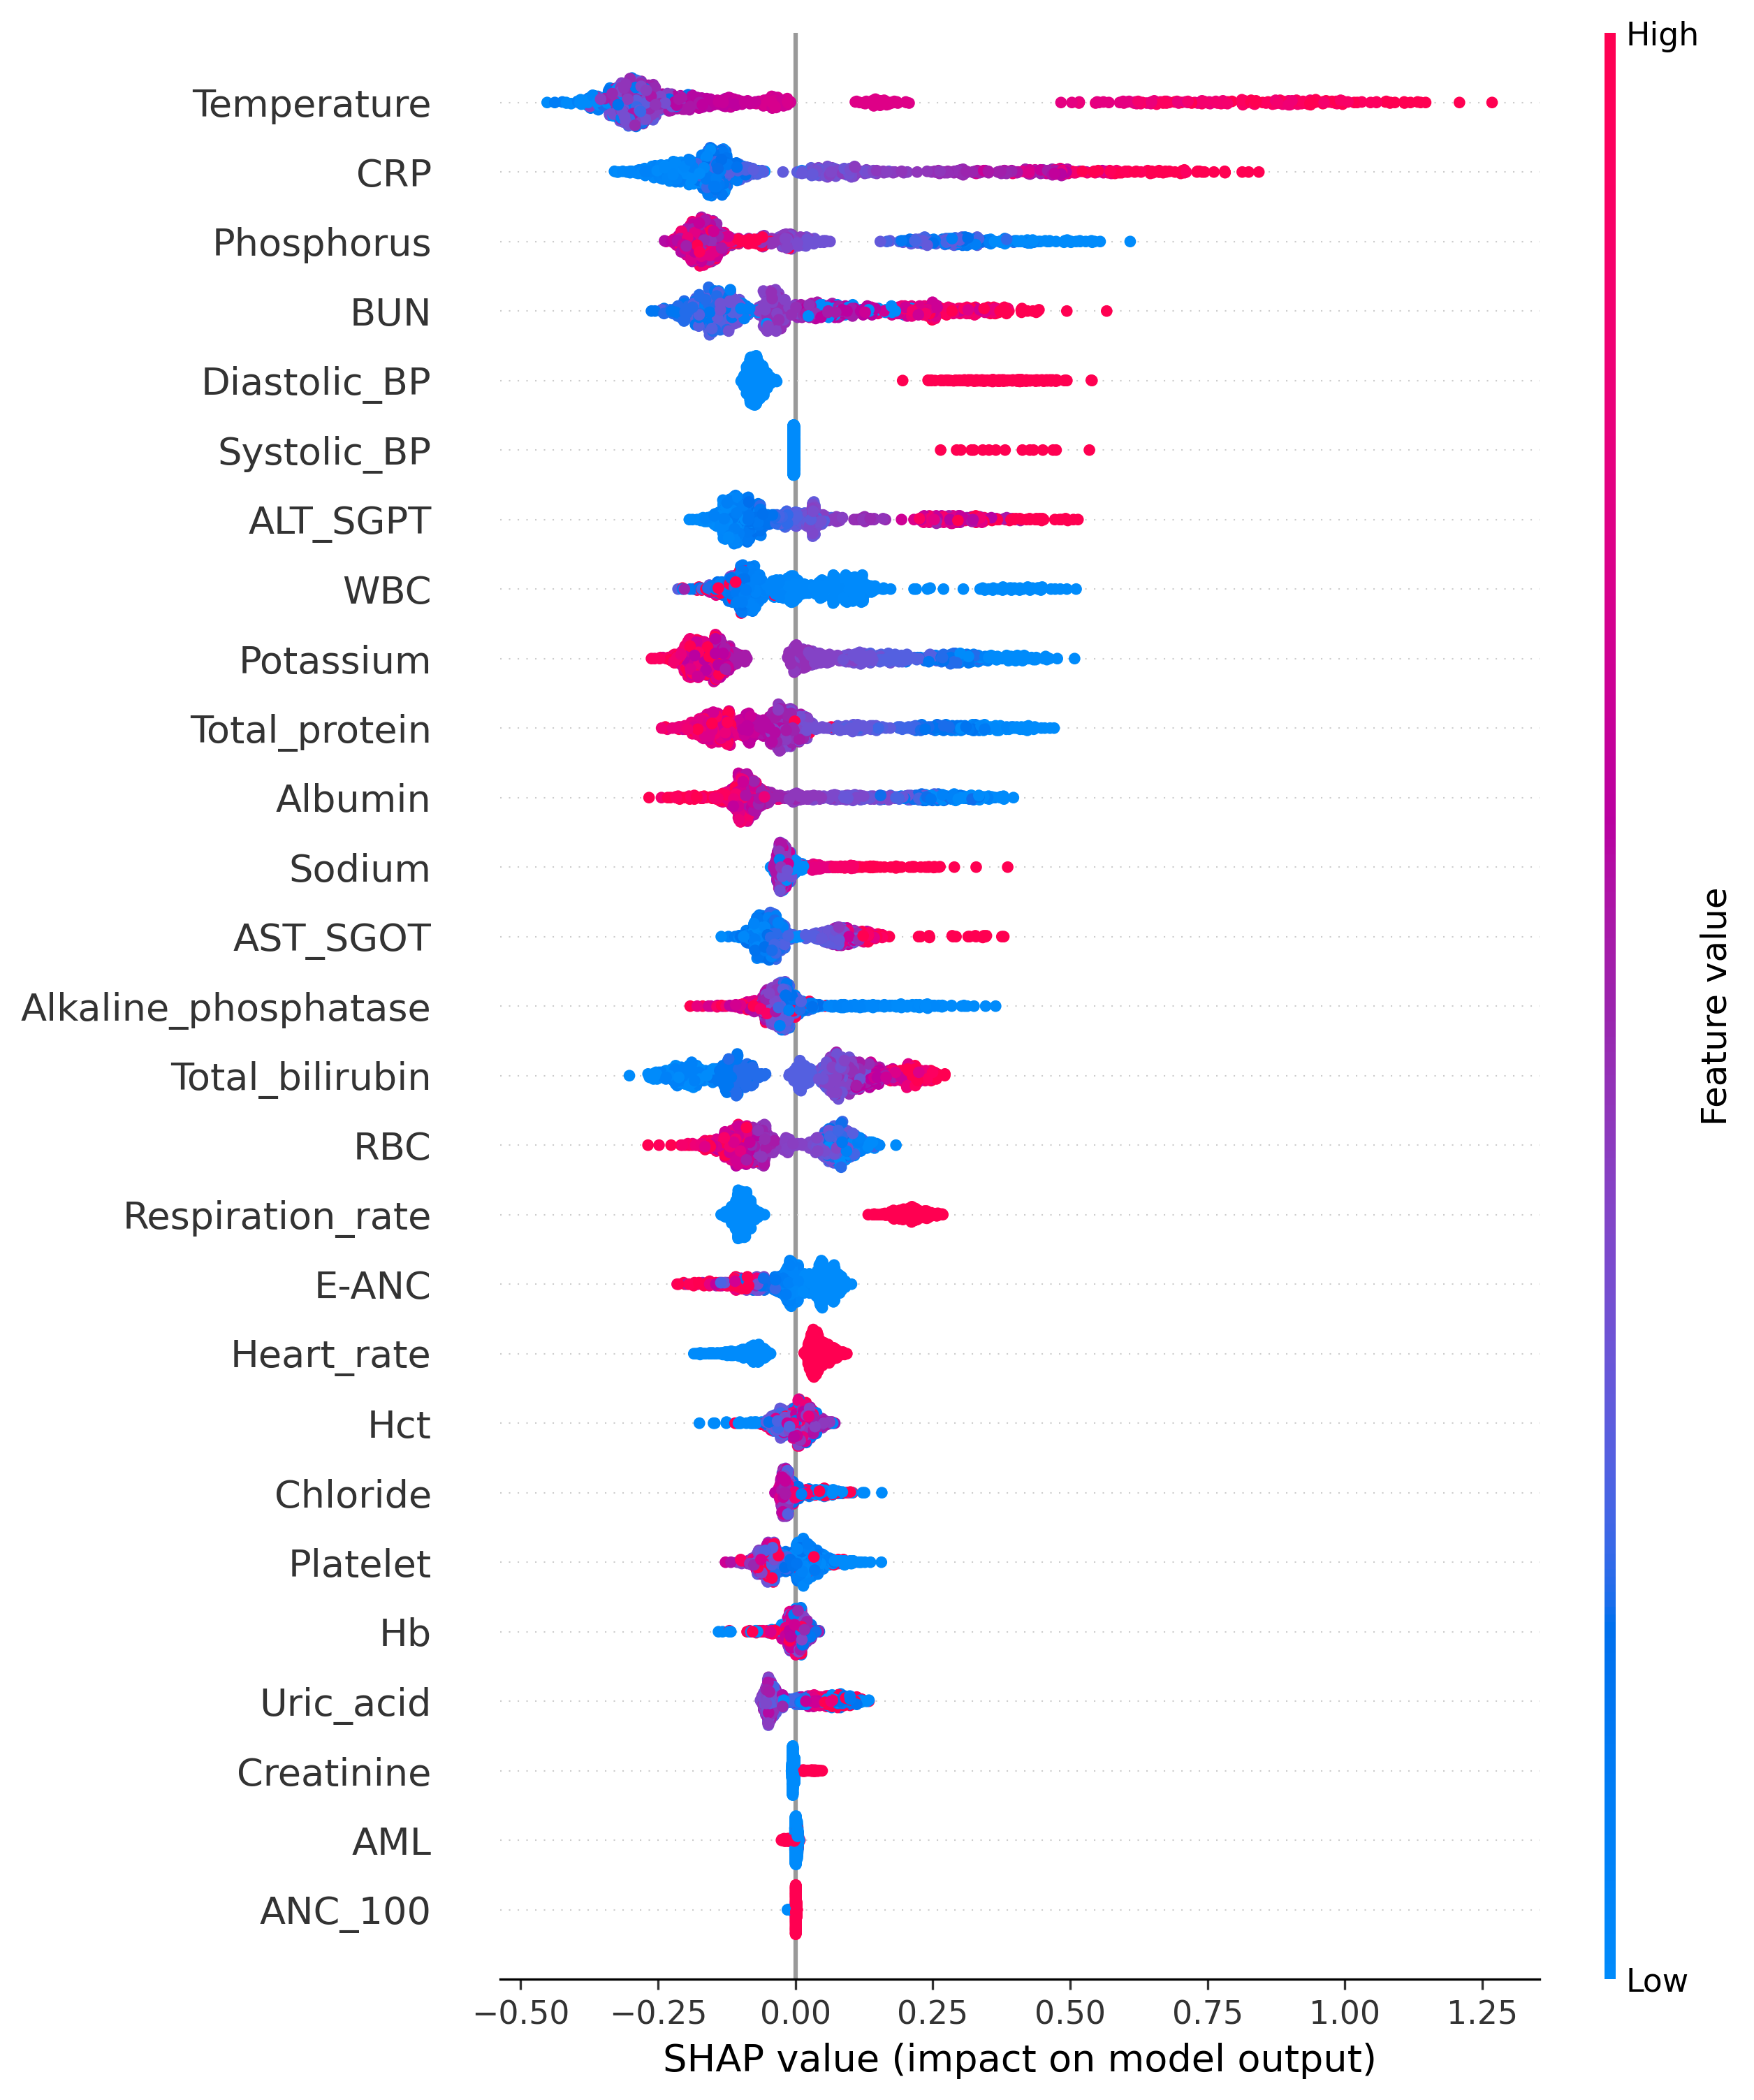 High
Temperature
CRP
Phosphorus
BUN
Diastolic_BP
Systolic_BP
ALT_SGPT
WBC
Potassium
Total_protein
Albumin
Sodium
AST_SGOT
Alkaline_phosphatase
Total_bilirubin
RBC
Respiration_rate
E-ANC
Heart_rate
Hct
Chloride
Platelet
Hb
Uric_acid
Creatinine
AML
ANC_100
Feature value
Low
−0.50 −0.25 0.00 0.25 0.50 0.75 1.00 1.25
SHAP value (impact on model output)